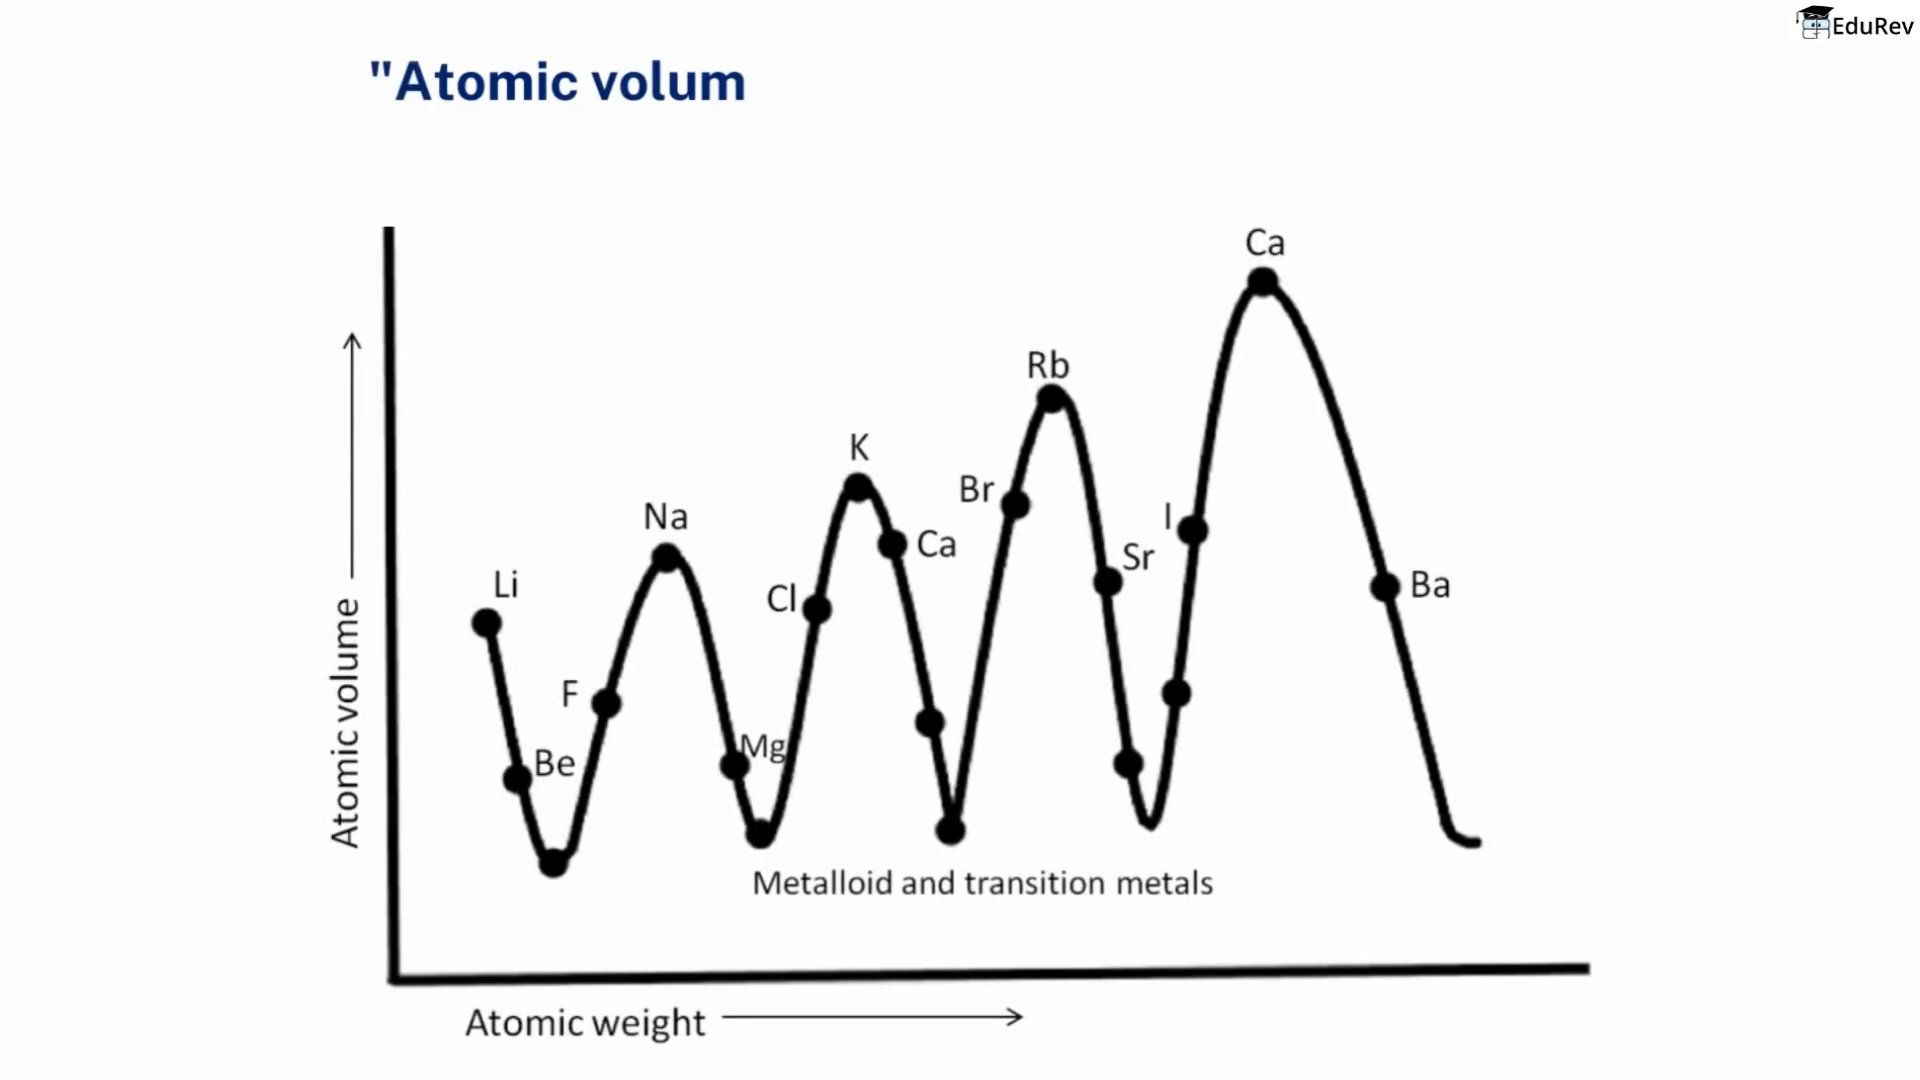 EduRev
"Atomic volum
Ca
Rb
K
Br
Na
I
Ca
Sr
Li
Cl
Ba
F
Mg
Be
Atomic volume
Metalloid and transition metals
Atomic weight